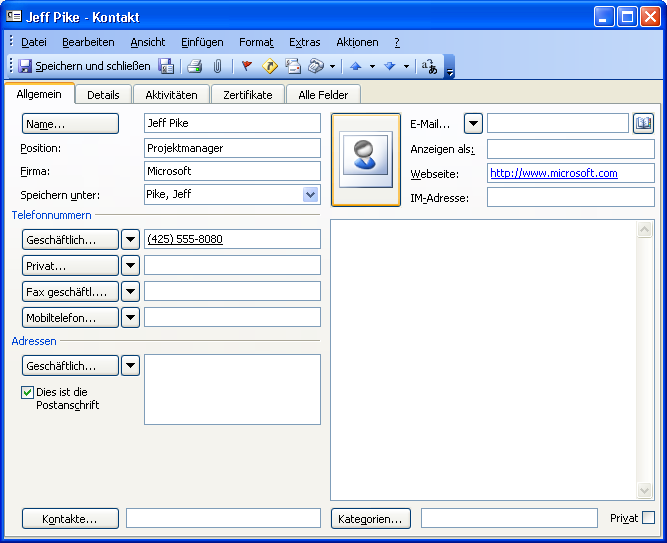 Jeff Pike - Kontakt
Datei Bearbeiten Ansicht Einfügen Format Extras Aktionen ?
Speichern und schließen
Allgemein Details Aktivitäten Zertifikate Alle Felder
Name... Jeff Pike
Position: Projektmanager
Firma: Microsoft
Speichern unter: Pike, Jeff
E-Mail...
Anzeigen als:
Webseite: http://www.microsoft.com
IM-Adresse:
Telefonnummern
Geschäftlich... (425) 555-8080
Privat...
Fax geschäftl....
Mobiltelefon...
Adressen
Geschäftlich...
Dies ist die
Postanschrift
Kontakte... Kategorien... Privat